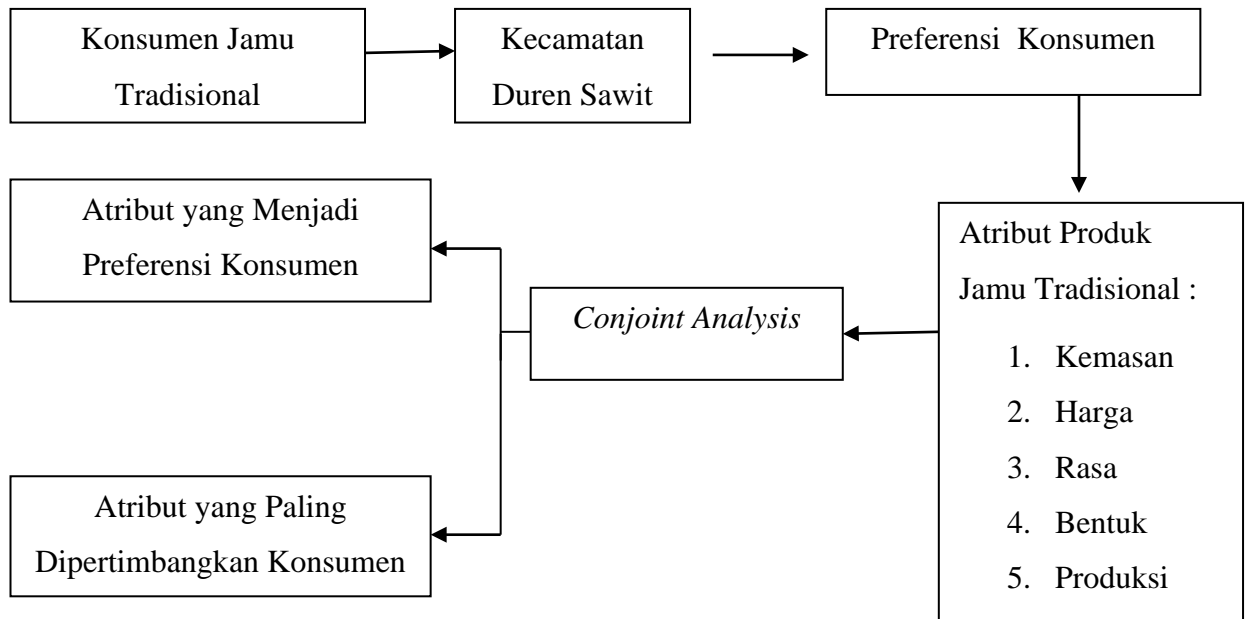 Konsumen Jamu
Tradisional
Kecamatan
Duren Sawit
Preferensi Konsumen
Atribut Produk
Jamu Tradisional :
1. Kemasan
2. Harga
3. Rasa
4. Bentuk
5. Produksi
Conjoint Analysis
Atribut yang Menjadi
Preferensi Konsumen
Atribut yang Paling
Dipertimbangkan Konsumen